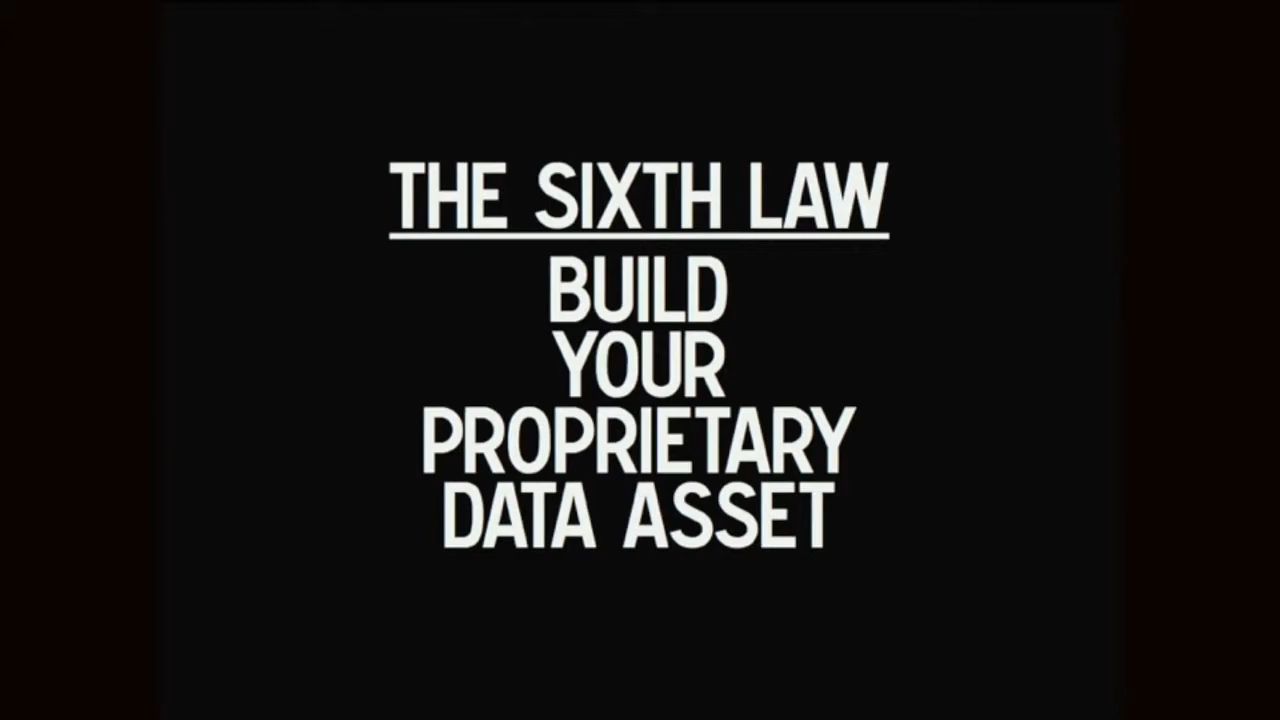 THE SIXTH LAW
BUILD
YOUR
PROPRIETARY
DATA ASSET